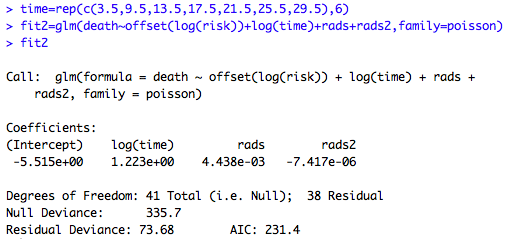 > time=rep(c(3.5,9.5,13.5,17.5,21.5,25.5,29.5),6)
> fit2=glm(death~offset(log(risk))+log(time)+rads+rads2,family=poisson)
> fit2
Call:  glm(formula = death ~ offset(log(risk)) + log(time) + rads +
    rads2, family = poisson)
Coefficients:
(Intercept)    log(time)         rads        rads2
 -5.515e+00    1.223e+00    4.438e-03   -7.417e-06
Degrees of Freedom: 41 Total (i.e. Null);  38 Residual
Null Deviance:      335.7
Residual Deviance: 73.68        AIC: 231.4